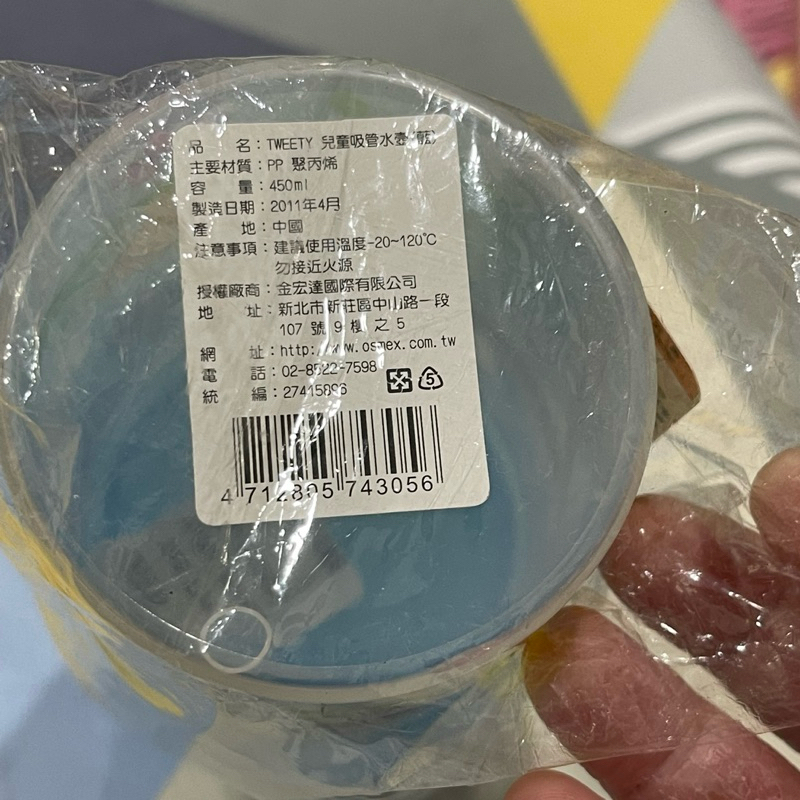 品 名：TWEETY 兒童吸管水壺(藍)
主要材質：PP 聚丙烯
容 量：450ml
製造日期：2011年4月
產 地：中國
注意事項：建議使用溫度-20~120℃
勿接近火源
授權廠商：金宏達國際有限公司
地 址：新北市新莊區中山路一段
107 號 9 樓 之 5
網 址：http://www.osmex.com.tw
電 話：02-8522-7598
統 編：27415896
5
4 712805 743056